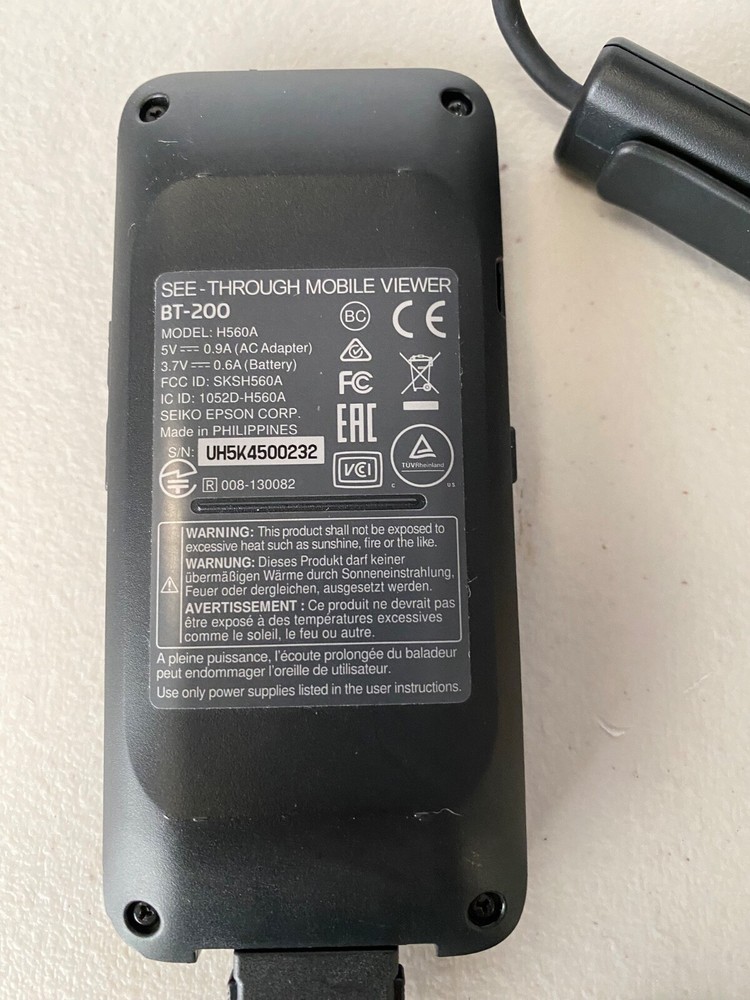 SEE-THROUGH MOBILE VIEWER
BT-200
BC
CE
MODEL: H560A
5V ⎓ 0.9A (AC Adapter)
3.7V ⎓ 0.6A (Battery)
FCC ID: SKSH560A
FC
IC ID: 1052D-H560A
SEIKO EPSON CORP.
EAC
Made in PHILIPPINES
S/N: UH5K4500232
VCI
TÜVRheinland
C US
R 008-130082
WARNING: This product shall not be exposed to
excessive heat such as sunshine, fire or the like.
WARNUNG: Dieses Produkt darf keiner
übermäßigen Wärme durch Sonneneinstrahlung,
Feuer oder dergleichen, ausgesetzt werden.
AVERTISSEMENT : Ce produit ne devrait pas
être exposé à des températures excessives
comme le soleil, le feu ou autre.
A pleine puissance, l'écoute prolongée du baladeur
peut endommager l'oreille de utilisateur.
Use only power supplies listed in the user instructions.